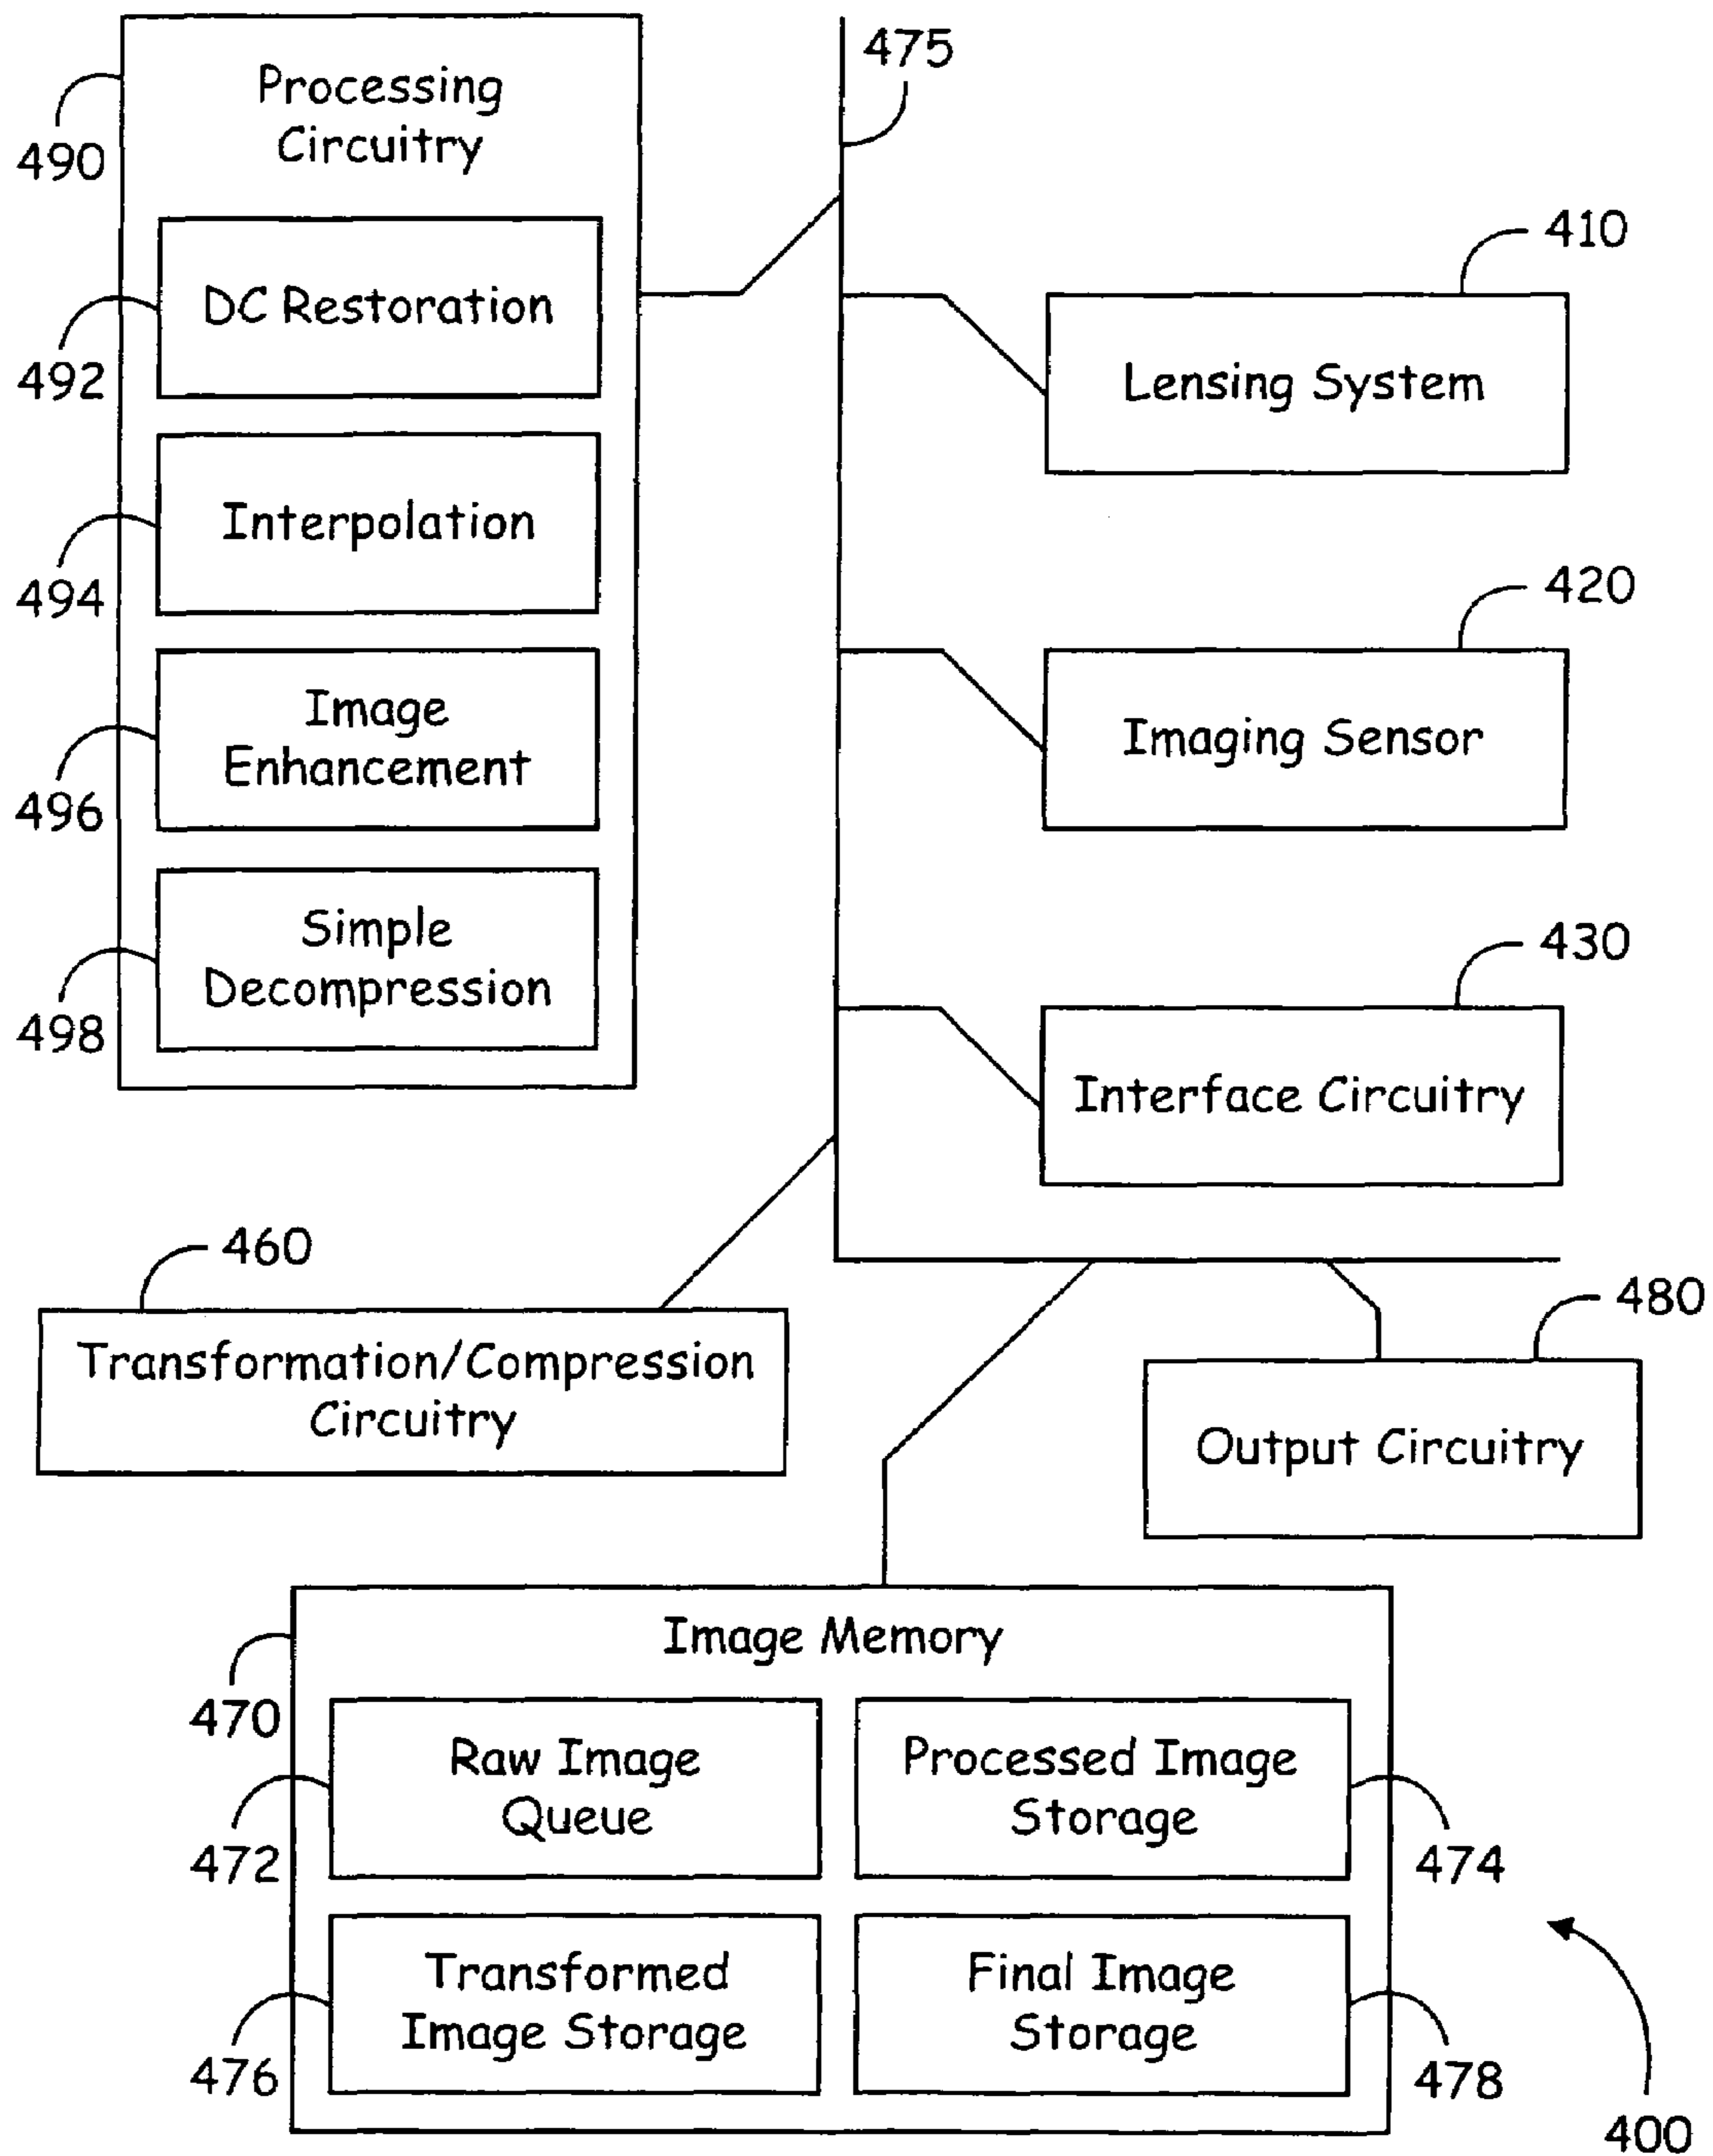 475
Processing
Circuitry
490
410
DC Restoration
492
Lensing System
Interpolation
494
420
Image
Enhancement
496
Imaging Sensor
Simple
Decompression
498
430
Interface Circuitry
460
Transformation/Compression
Circuitry
480
Output Circuitry
Image Memory
470
Raw Image
Queue
472
Processed Image
Storage
474
Transformed
Image Storage
476
Final Image
Storage
478
400